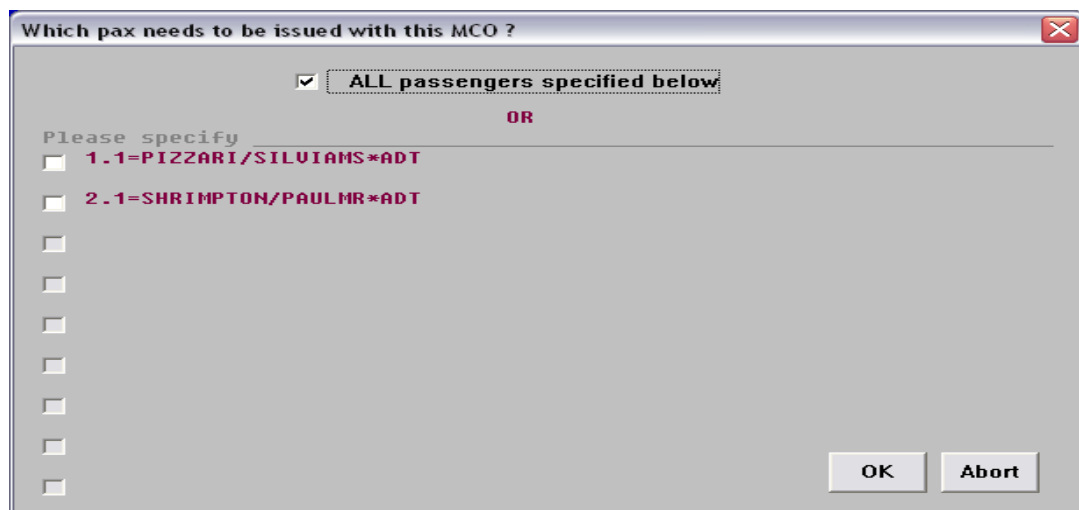 Which pax needs to be issued with this MCO ?
ALL passengers specified below
OR
Please specify
1.1=PIZZARI/SILVIAMS*ADT
2.1=SHRIMPTON/PAULMR*ADT
OK Abort